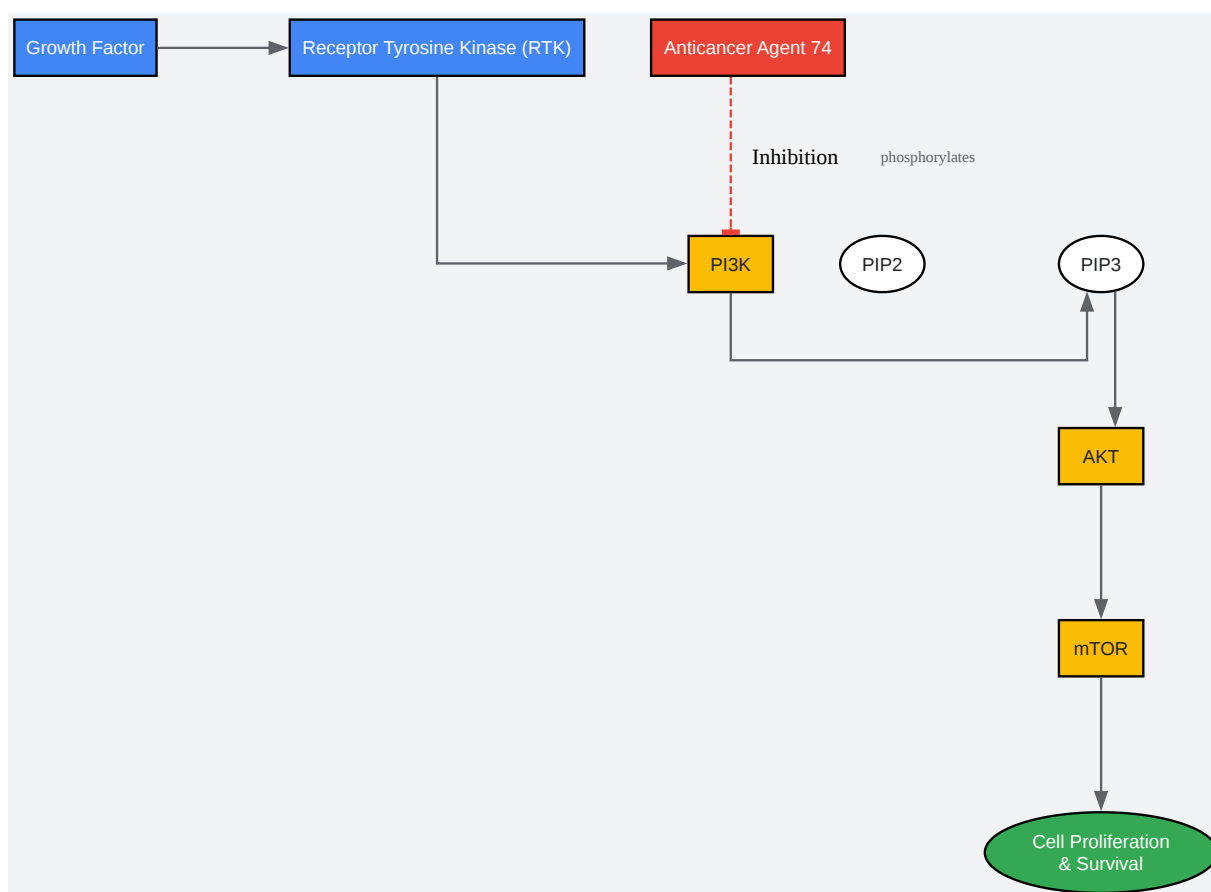 Growth Factor
Receptor Tyrosine Kinase (RTK)
Anticancer Agent 74
Inhibition
phosphorylates
PI3K
PIP2
PIP3
AKT
mTOR
Cell Proliferation
& Survival